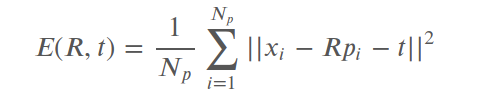 E(R, t) = \frac{1}{N_p} \sum_{i=1}^{N_p} ||x_i − Rp_i − t||^2